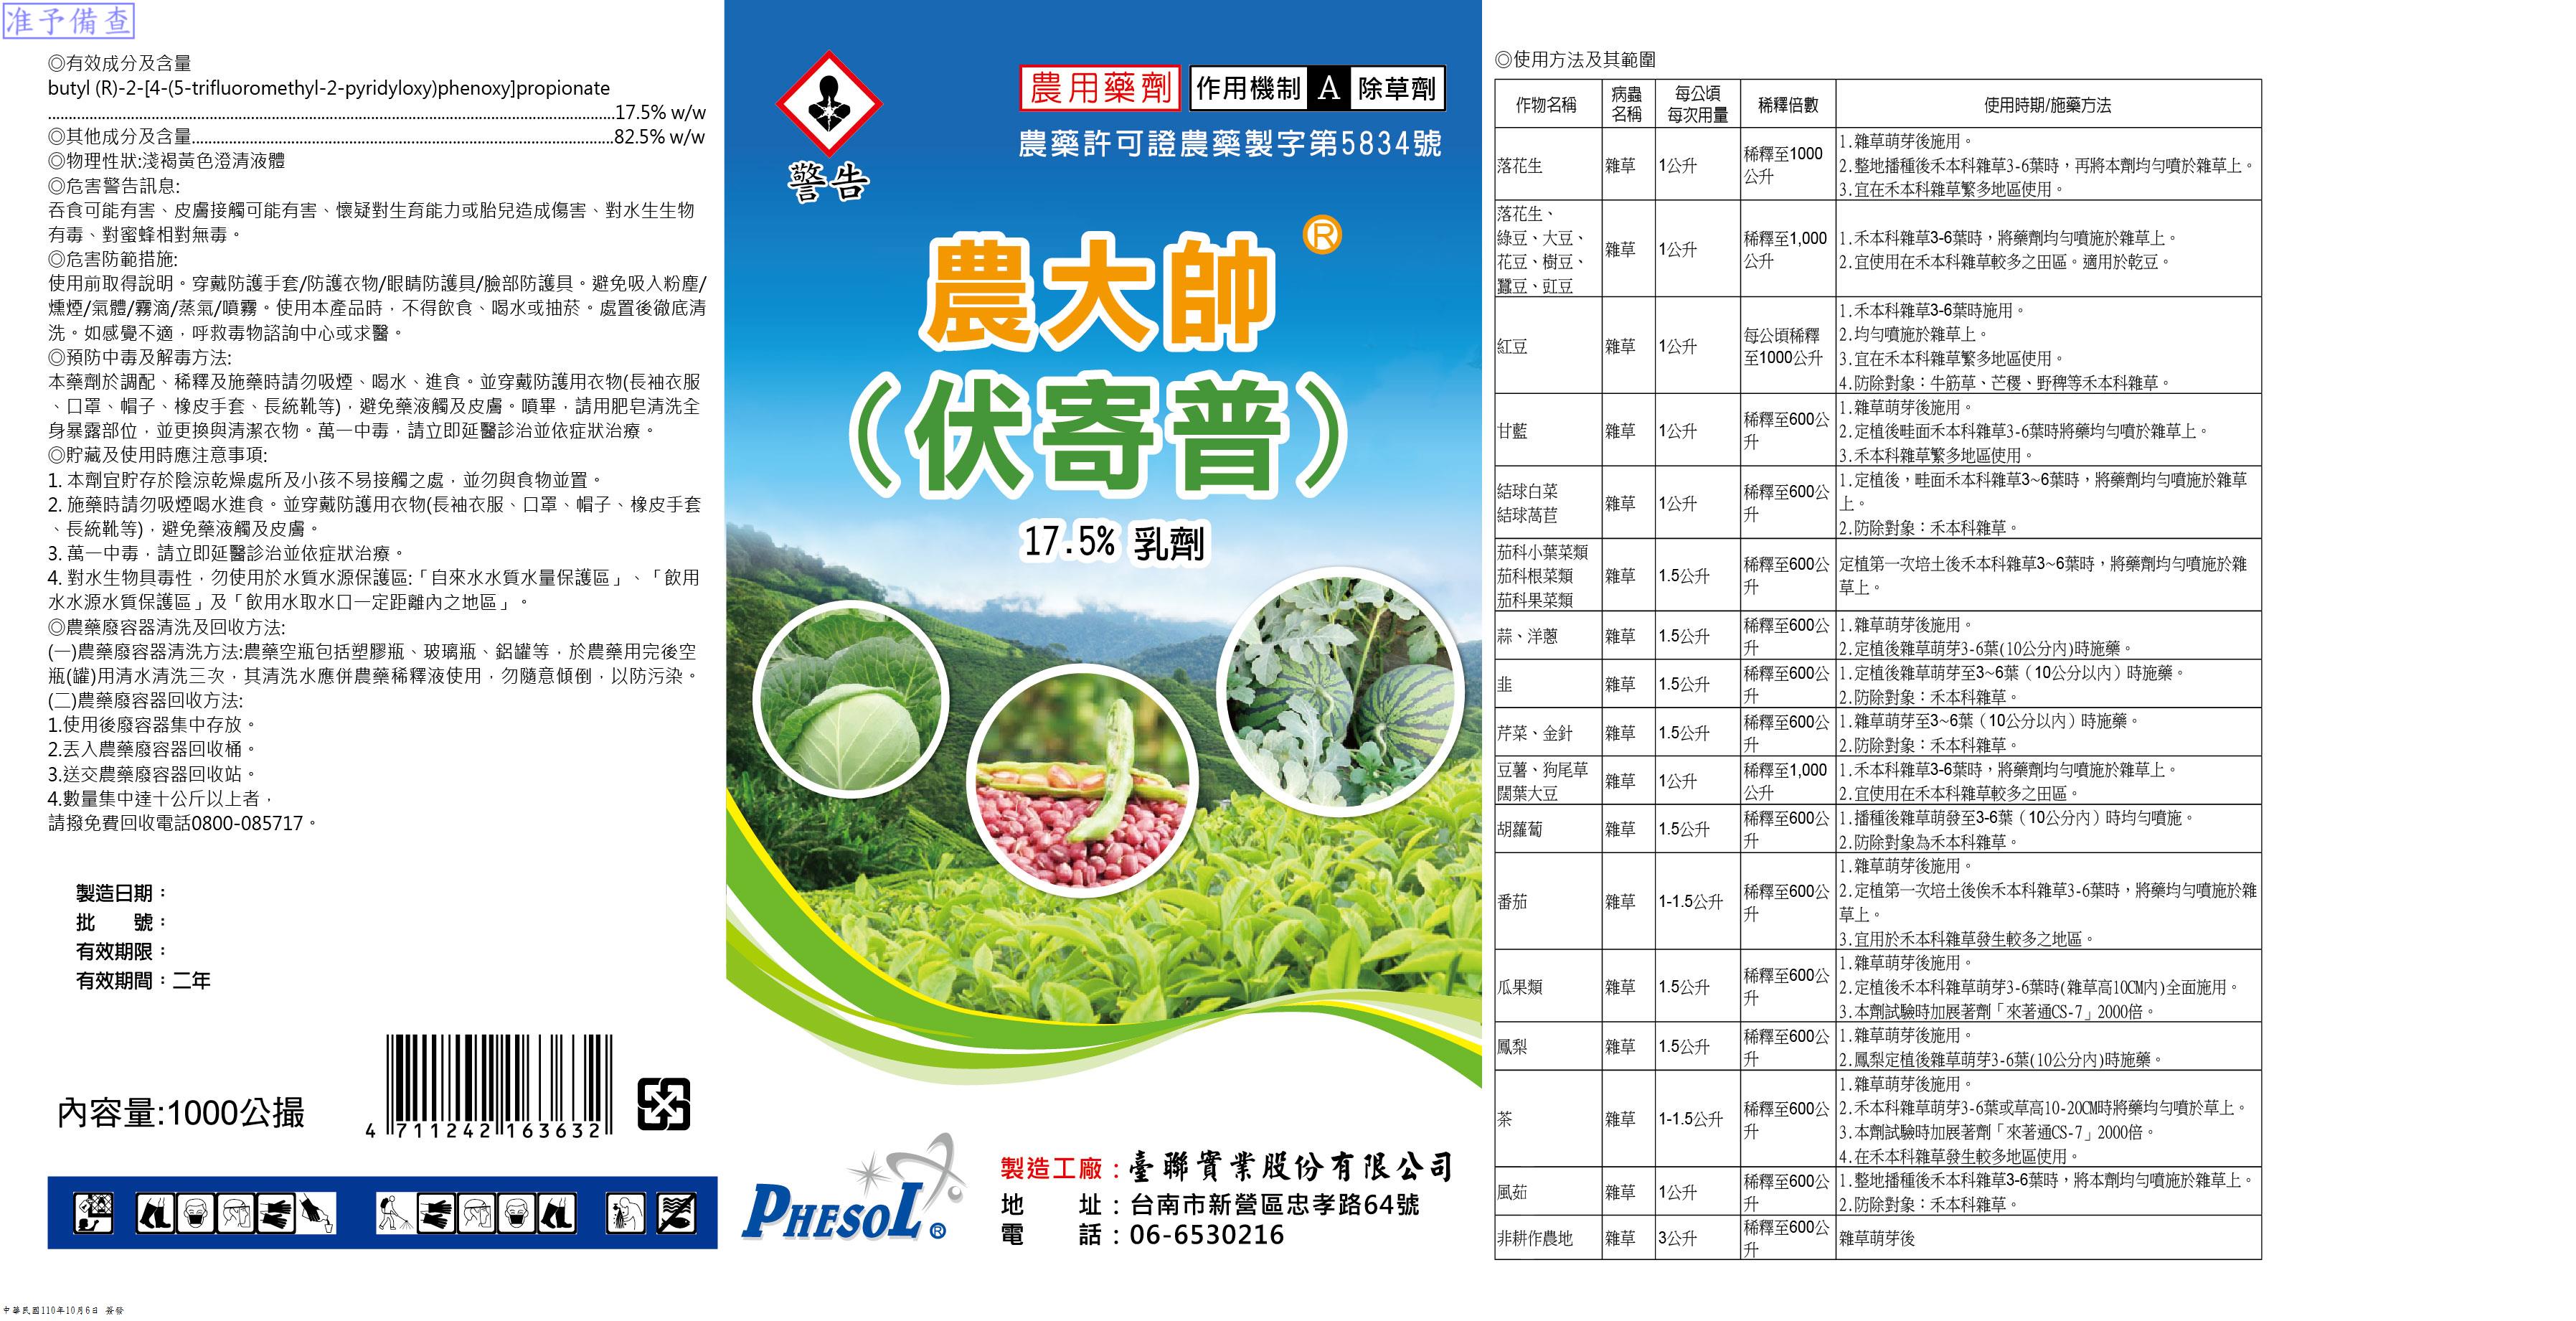 准予備查
◎有效成分及含量
butyl (R)-2-[4-(5-trifluoromethyl-2-pyridyloxy)phenoxy]propionate
17.5% w/w
◎其他成分及含量 82.5% w/w
◎物理性狀:淺褐黃色澄清液體
◎危害警告訊息:
吞食可能有害、皮膚接觸可能有害、懷疑對生育能力或胎兒造成傷害、對水生生物
有毒、對蜜蜂相對無毒。
◎危害防範措施:
使用前取得說明。穿戴防護手套/防護衣物/眼睛防護具/臉部防護具。避免吸入粉塵/
燻煙/氣體/霧滴/蒸氣/噴霧。使用本產品時，不得飲食、喝水或抽菸。處置後徹底清
洗。如感覺不適，呼救毒物諮詢中心或求醫。
◎預防中毒及解毒方法:
本藥劑於調配、稀釋及施藥時請勿吸煙、喝水、進食。並穿戴防護用衣物(長袖衣服
、口罩、帽子、橡皮手套、長統靴等)，避免藥液觸及皮膚。噴畢，請用肥皂清洗全
身暴露部位，並更換與清潔衣物。萬一中毒，請立即延醫診治並依症狀治療。
◎貯藏及使用時應注意事項:
1. 本劑宜貯存於陰涼乾燥處所及小孩不易接觸之處，並勿與食物並置。
2. 施藥時請勿吸煙喝水進食。並穿戴防護用衣物(長袖衣服、口罩、帽子、橡皮手套
、長統靴等)，避免藥液觸及皮膚。
3. 萬一中毒，請立即延醫診治並依症狀治療。
4. 對水生物具毒性，勿使用於水質水源保護區:「自來水水質水量保護區」、「飲用
水水源水質保護區」及「飲用水取水口一定距離內之地區」。
◎農藥廢容器清洗及回收方法:
(一)農藥廢容器清洗方法:農藥空瓶包括塑膠瓶、玻璃瓶、鋁罐等，於農藥用完後空
瓶(罐)用清水清洗三次，其清洗水應併農藥稀釋液使用，勿隨意傾倒，以防污染。
(二)農藥廢容器回收方法:
1.使用後廢容器集中存放。
2.丟入農藥廢容器回收桶。
3.送交農藥廢容器回收站。
4.數量集中達十公斤以上者，
請撥免費回收電話0800-085717。
製造日期：
批　　號：
有效期限：
有效期間：二年
內容量:1000公撮
4 711242 163632
中華民國110年10月6日 簽發
警告
農用藥劑 作用機制 A 除草劑
農藥許可證農藥製字第5834號
農大帥®
（伏寄普）
17.5% 乳劑
PHESOL®
製造工廠：臺聯實業股份有限公司
地　　址：台南市新營區忠孝路64號
電　　話：06-6530216
◎使用方法及其範圍
作物名稱 病蟲名稱 每公頃每次用量 稀釋倍數 使用時期/施藥方法
落花生 雜草 1公升 稀釋至1000公升
1.雜草萌芽後施用。
2.整地播種後禾本科雜草3-6葉時，再將本劑均勻噴於雜草上。
3.宜在禾本科雜草繁多地區使用。
落花生、
綠豆、大豆、
花豆、樹豆、
蠶豆、豇豆
雜草 1公升 稀釋至1,000公升
1.禾本科雜草3-6葉時，將藥劑均勻噴施於雜草上。
2.宜使用在禾本科雜草較多之田區。適用於乾豆。
紅豆 雜草 1公升 每公頃稀釋至1000公升
1.禾本科雜草3-6葉時施用。
2.均勻噴施於雜草上。
3.宜在禾本科雜草繁多地區使用。
4.防除對象：牛筋草、芒稷、野稗等禾本科雜草。
甘藍 雜草 1公升 稀釋至600公升
1.雜草萌芽後施用。
2.定植後畦面禾本科雜草3-6葉時將藥均勻噴於雜草上。
3.禾本科雜草繁多地區使用。
結球白菜
結球萵苣
雜草 1公升 稀釋至600公升
1.定植後，畦面禾本科雜草3~6葉時，將藥劑均勻噴施於雜草
上。
2.防除對象：禾本科雜草。
茄科小葉菜類
茄科根菜類
茄科果菜類
雜草 1.5公升 稀釋至600公升
定植第一次培土後禾本科雜草3~6葉時，將藥劑均勻噴施於雜
草上。
蒜、洋蔥 雜草 1.5公升 稀釋至600公升
1.雜草萌芽後施用。
2.定植後雜草萌芽3-6葉(10公分內)時施藥。
韭 雜草 1.5公升 稀釋至600公升
1.定植後雜草萌芽至3~6葉（10公分以內）時施藥。
2.防除對象：禾本科雜草。
芹菜、金針 雜草 1.5公升 稀釋至600公升
1.雜草萌芽至3~6葉（10公分以內）時施藥。
2.防除對象：禾本科雜草。
豆薯、狗尾草
闊葉大豆
雜草 1公升 稀釋至1,000公升
1.禾本科雜草3-6葉時，將藥劑均勻噴施於雜草上。
2.宜使用在禾本科雜草較多之田區。
胡蘿蔔 雜草 1.5公升 稀釋至600公升
1.播種後雜草萌發至3-6葉（10公分內）時均勻噴施。
2.防除對象為禾本科雜草。
番茄 雜草 1-1.5公升 稀釋至600公升
1.雜草萌芽後施用。
2.定植第一次培土後俟禾本科雜草3-6葉時，將藥均勻噴施於雜
草上。
3.宜用於禾本科雜草發生較多之地區。
瓜果類 雜草 1.5公升 稀釋至600公升
1.雜草萌芽後施用。
2.定植後禾本科雜草萌芽3-6葉時(雜草高10CM內)全面施用。
3.本劑試驗時加展著劑「來著通CS-7」2000倍。
鳳梨 雜草 1.5公升 稀釋至600公升
1.雜草萌芽後施用。
2.鳳梨定植後雜草萌芽3-6葉(10公分內)時施藥。
茶 雜草 1-1.5公升 稀釋至600公升
1.雜草萌芽後施用。
2.禾本科雜草萌芽3-6葉或草高10-20CM時將藥均勻噴於草上。
3.本劑試驗時加展著劑「來著通CS-7」2000倍。
4.在禾本科雜草發生較多地區使用。
風茹 雜草 1公升 稀釋至600公升
1.整地播種後禾本科雜草3-6葉時，將本劑均勻噴施於雜草上。
2.防除對象：禾本科雜草。
非耕作農地 雜草 3公升 稀釋至600公升
雜草萌芽後